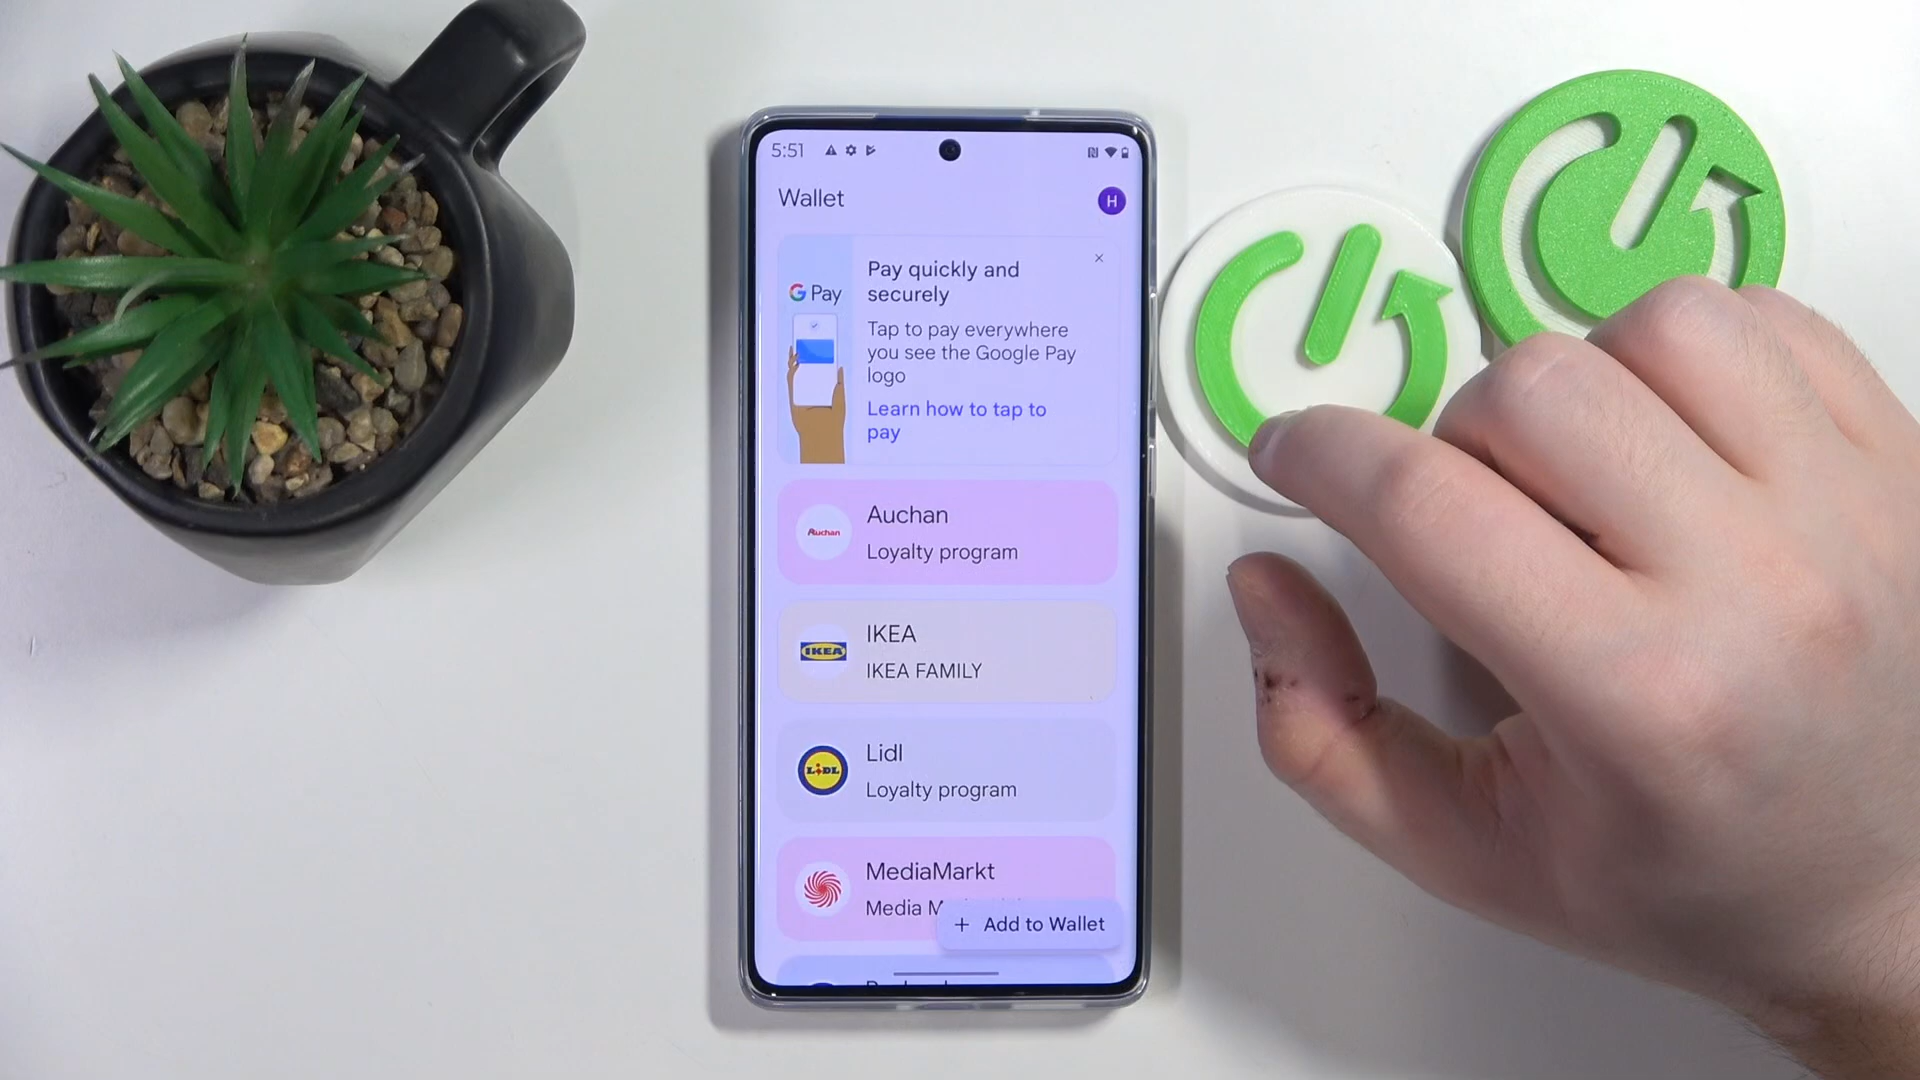 5:51
Wallet
H
Pay quickly and
securely
G Pay
Tap to pay everywhere
you see the Google Pay
logo
Learn how to tap to
pay
Auchan
Auchan
Loyalty program
IKEA
IKEA
IKEA FAMILY
Lidl
LIDL
Loyalty program
MediaMarkt
Media M
+ Add to Wallet